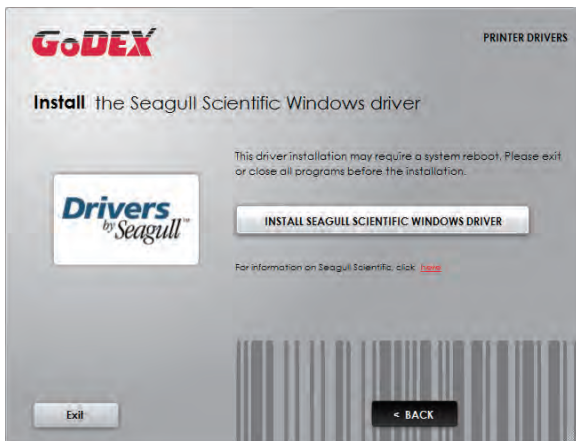 GoDEX
PRINTER DRIVERS
Install the Seagull Scientific Windows driver
This driver installation may require a system reboot. Please exit
or close all programs before the installation.
Drivers
by Seagull™
INSTALL SEAGULL SCIENTIFIC WINDOWS DRIVER
For information on Seagull Scientific, click here
Exit
< BACK